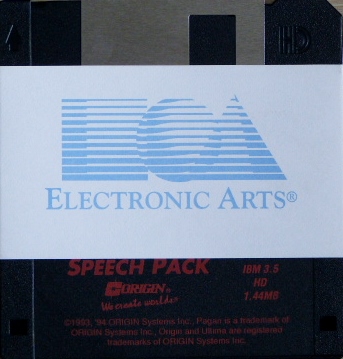 HD
ELECTRONIC ARTS®
SPEECH PACK
IBM 3.5
HD
1.44MB
ORIGIN
We create worlds
©1993, '94 ORIGIN Systems Inc., Pagan is a trademark
of ORIGIN Systems Inc., Origin and Ultima are registered
trademarks of ORIGIN Systems Inc.